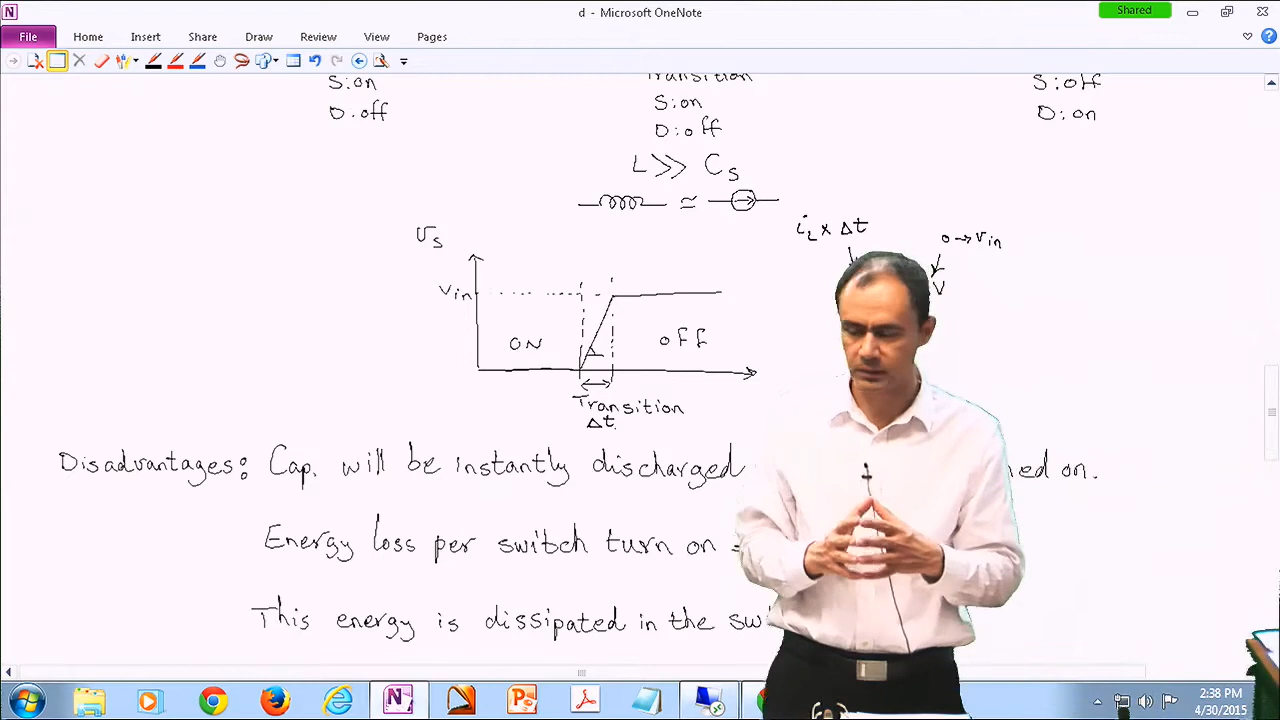 d - Microsoft OneNote
Shared
File Home Insert Share Draw Review View Pages
S:on Transition S:off
D:off S:on D:on
D:off
L >> Cs
≃
iL × Δt
0 → Vin
V
Vs
Vin
ON OFF
Transition
Δt
Disadvantages: Cap. will be instantly discharged on.
Energy loss per switch turn on =
This energy is dissipated in the
2:38 PM
4/30/2015